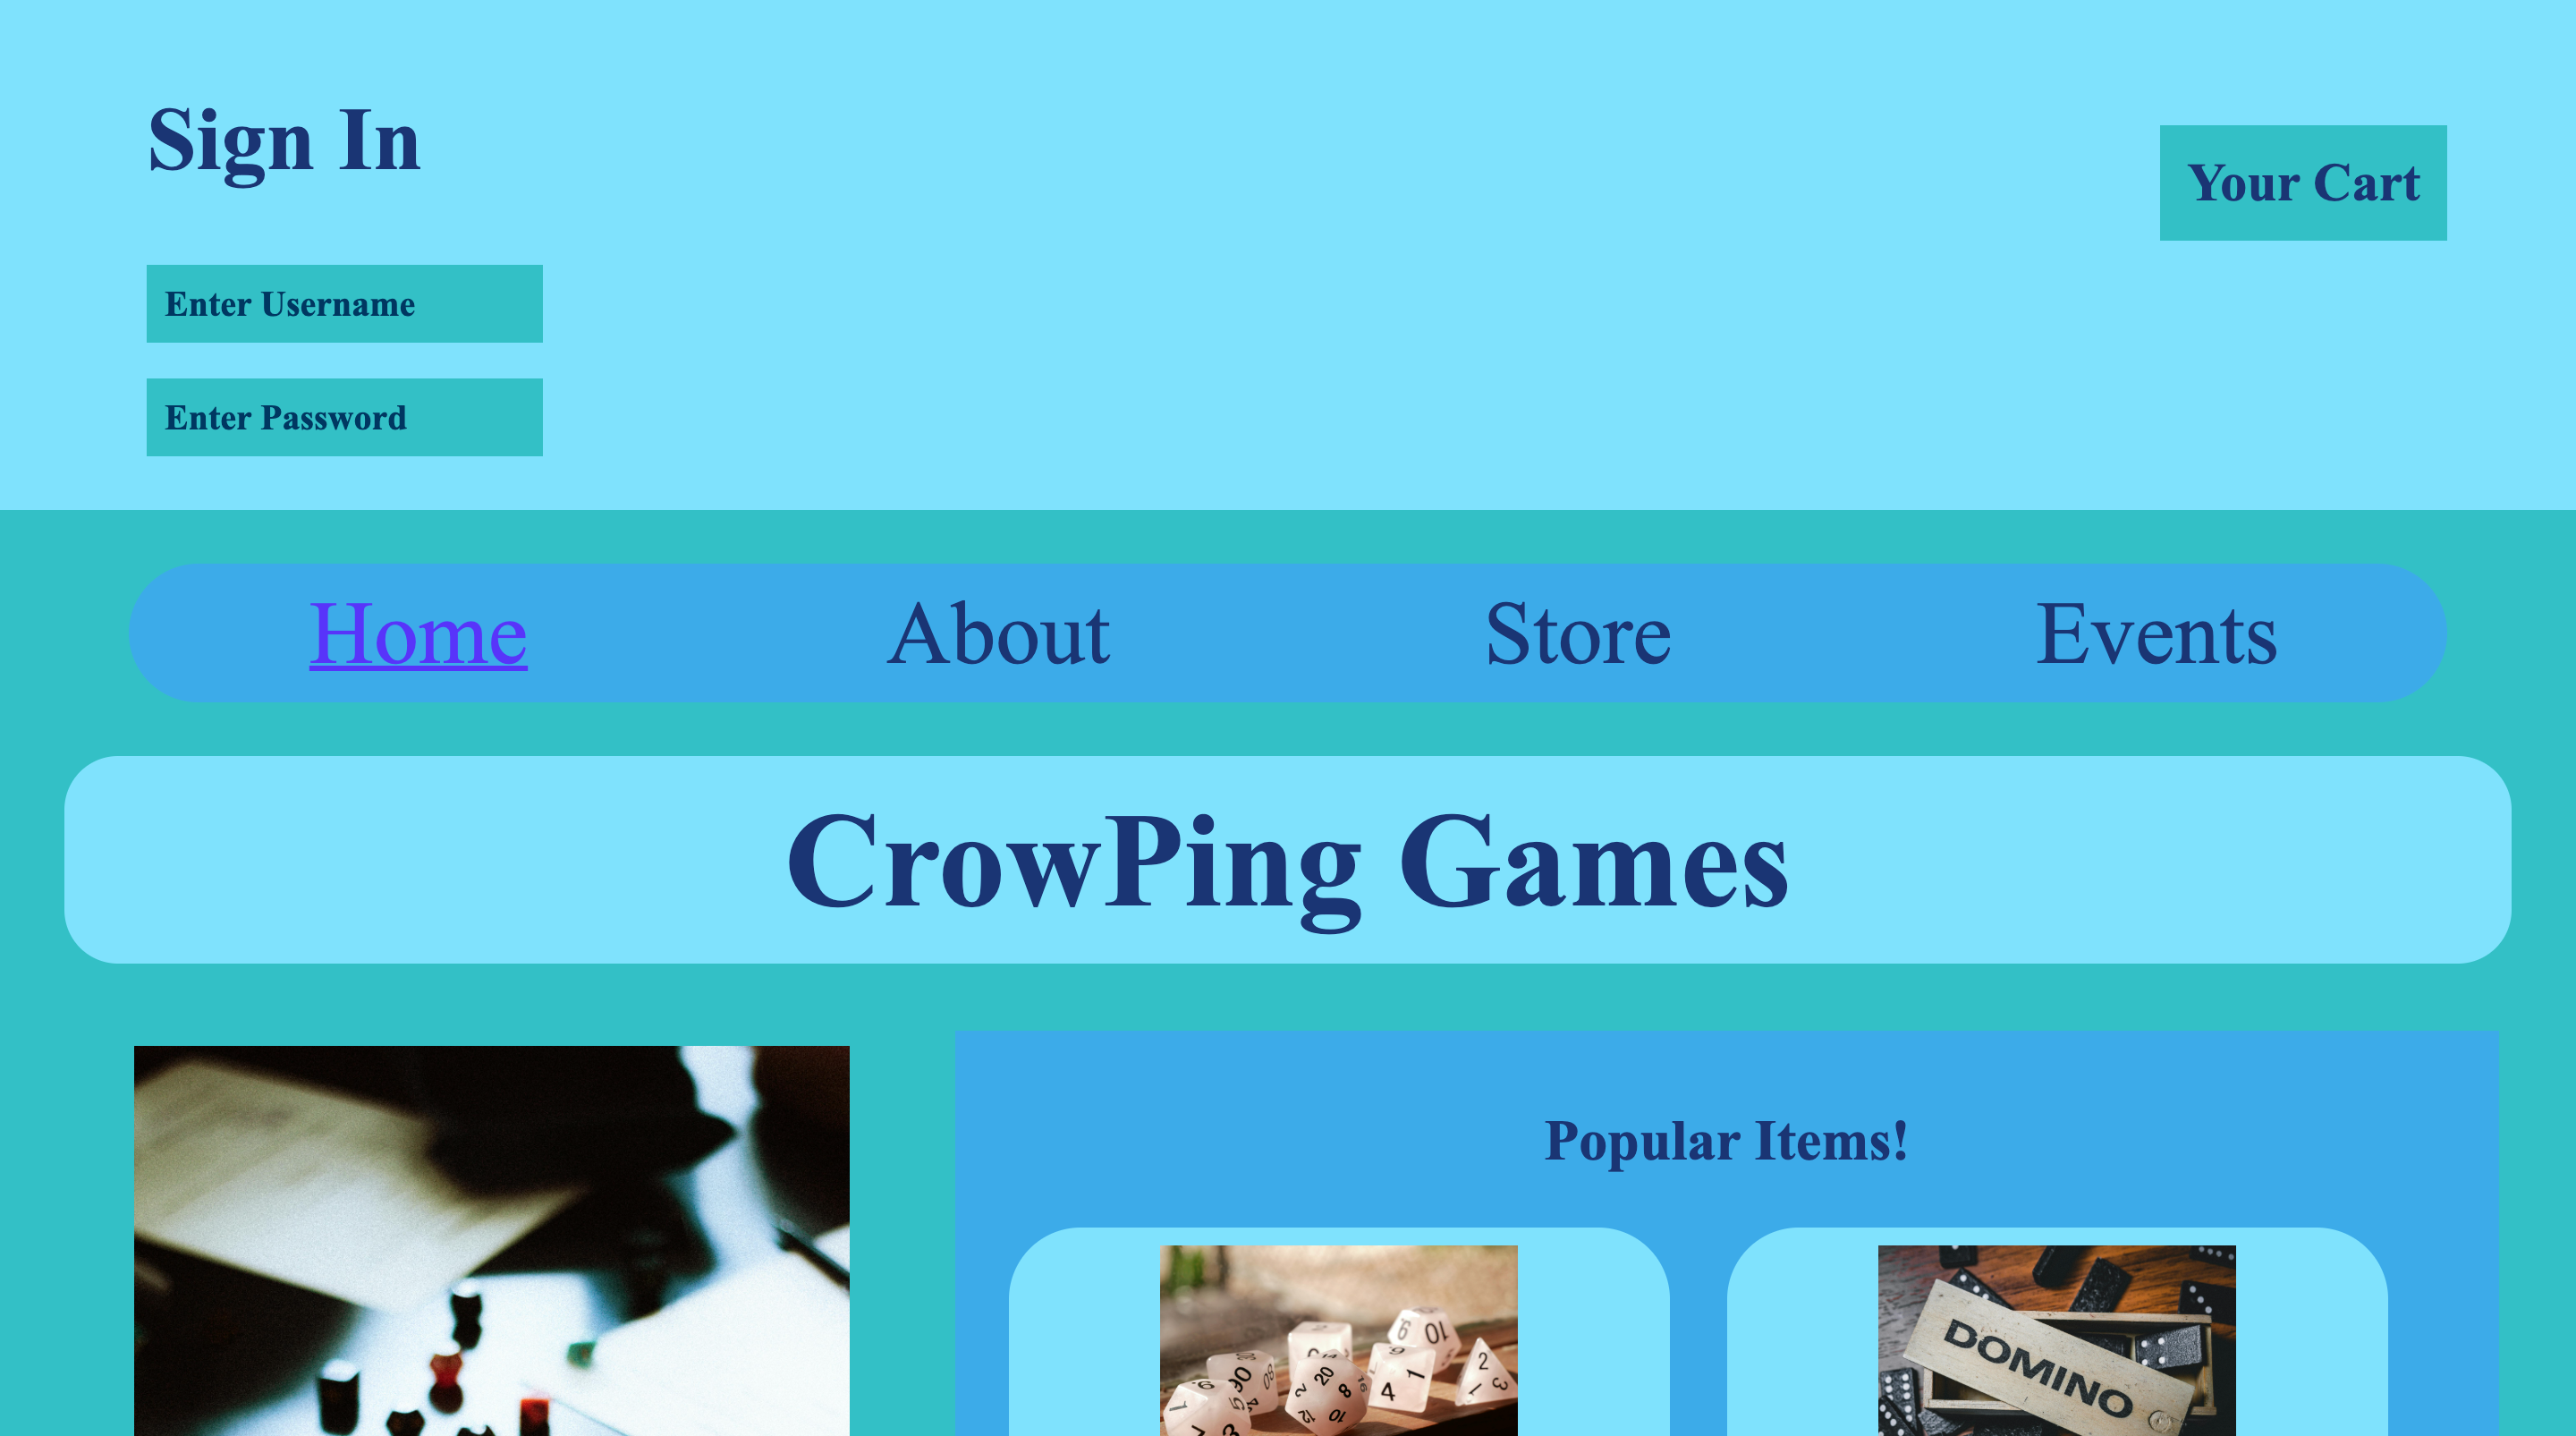 Sign In
Your Cart
Enter Username
Enter Password
Home
About
Store
Events
CrowPing Games
Popular Items!
DOMINO